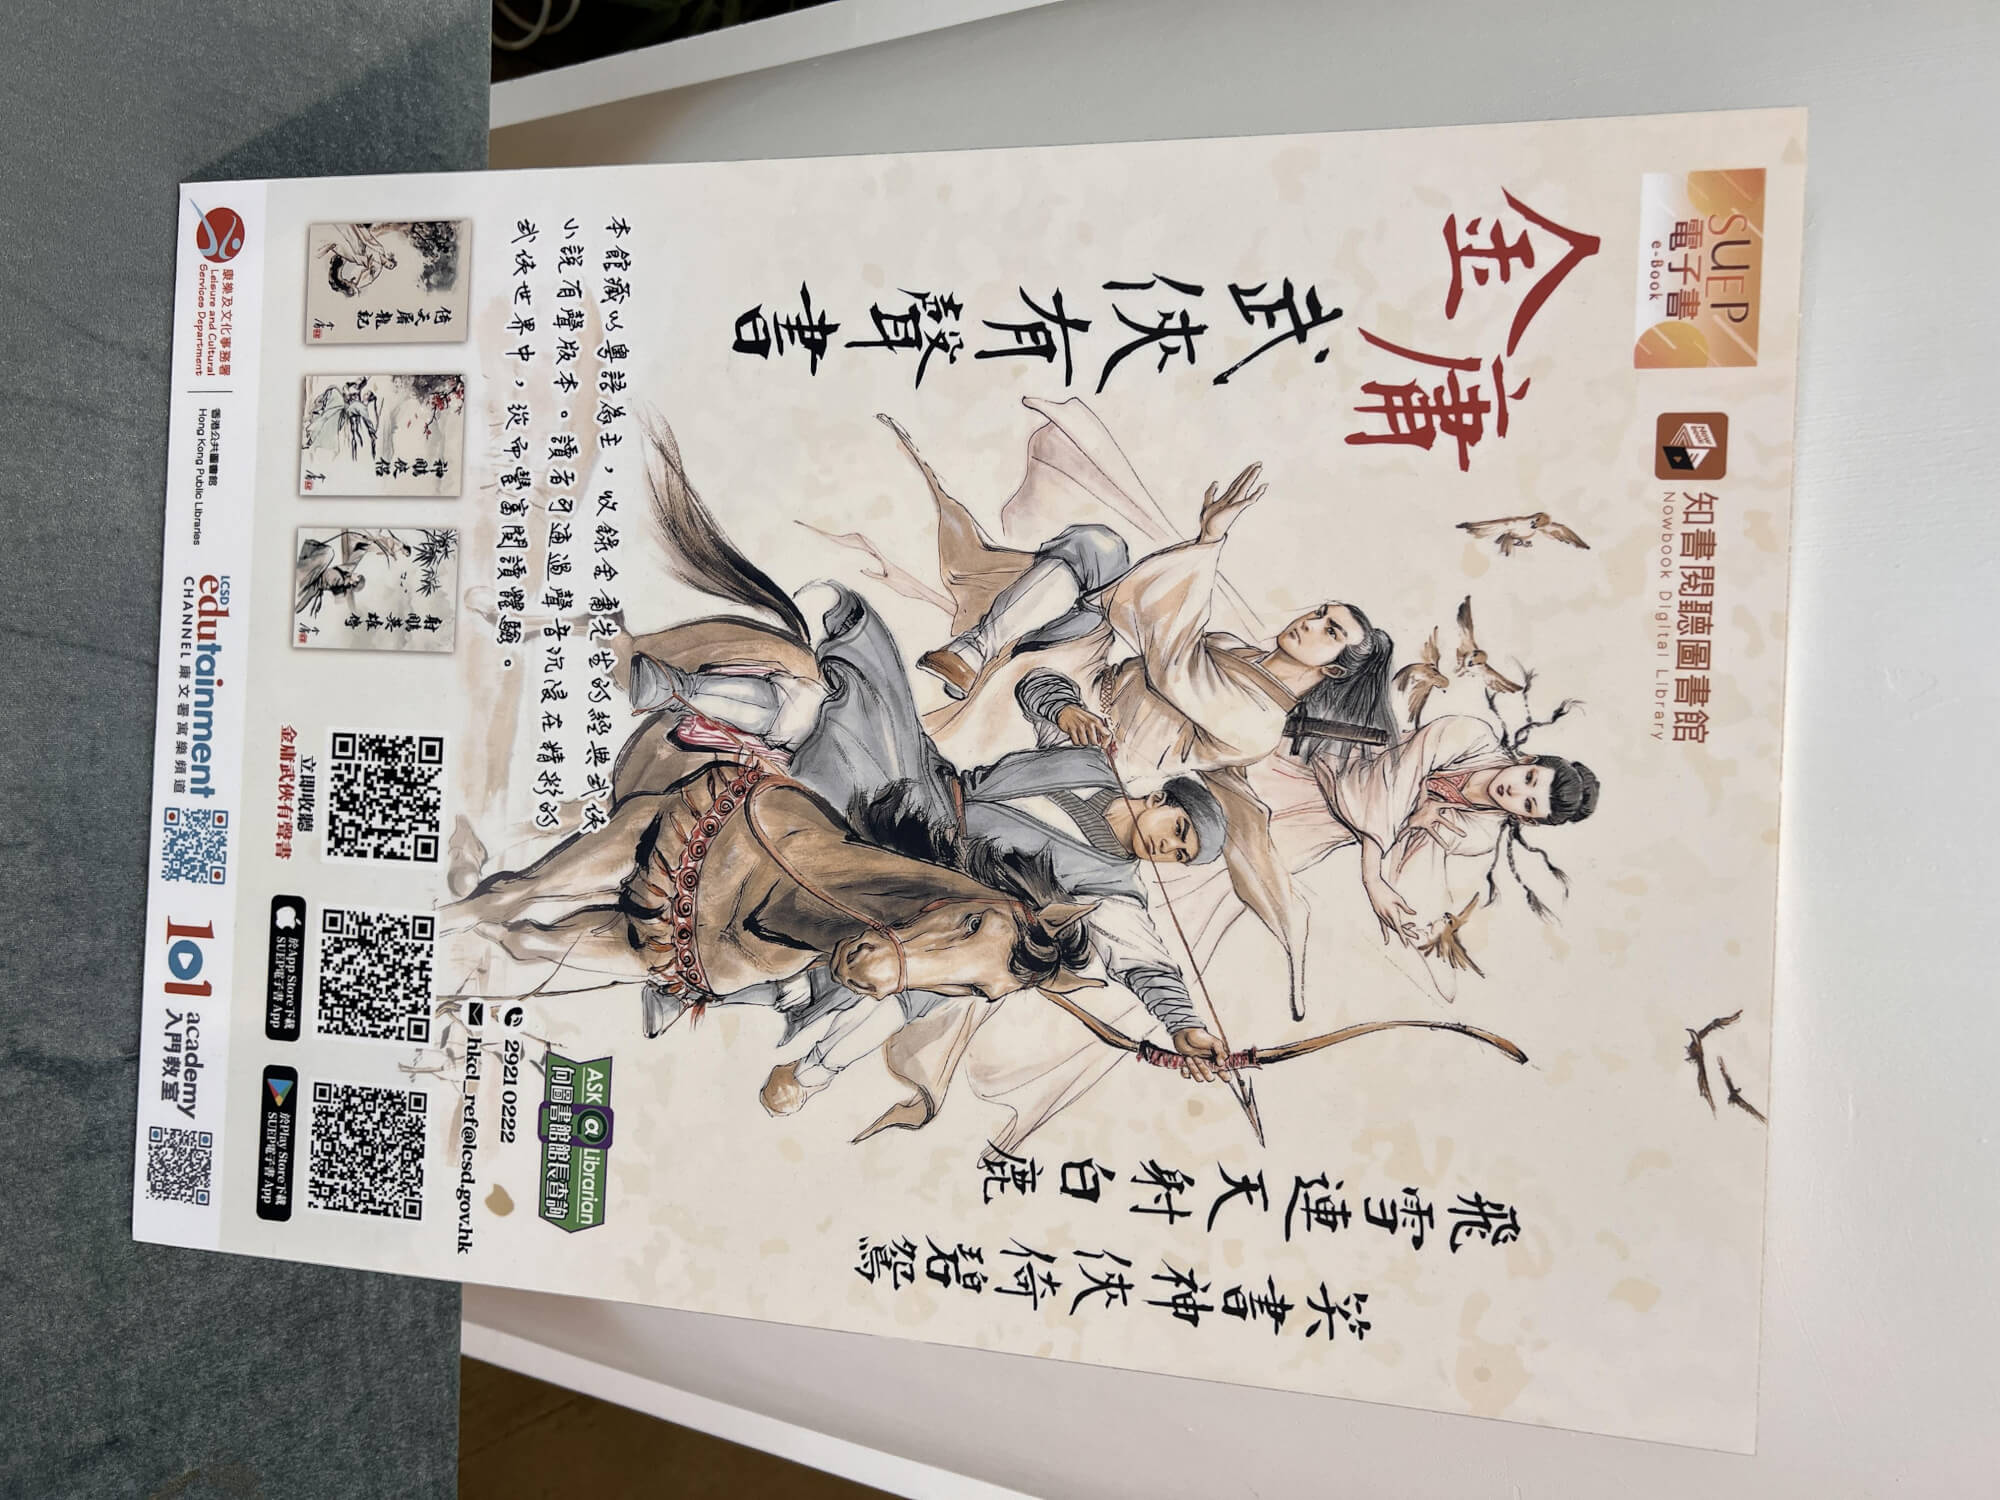 SUEP
電子書
e-Book
Nowbook
知書閱聽圖書館
Nowbook Digital Library
金庸
武俠有聲書
飛雪連天射白鹿
笑書神俠倚碧鴛
本館藏以粵語為主，收錄金庸先生的經典武俠
小說有聲版本。讀者可通過聲音沉浸在精彩的
武俠世界中，從而豐富閱讀體驗。
ASK @ Librarian
向圖書館館長查詢
2921 0222
hkcl_ref@lcsd.gov.hk
倚天屠龍記
金庸
神鵰俠侶
金庸
射鵰英雄傳
金庸
立即收聽
金庸武俠有聲書
於App Store下載
SUEP電子書 App
於Play Store下載
SUEP電子書 App
康樂及文化事務署
Leisure and Cultural
Services Department
香港公共圖書館
Hong Kong Public Libraries
LCSD
edutainment
CHANNEL 康文署寓樂頻道
101 academy
入門教室